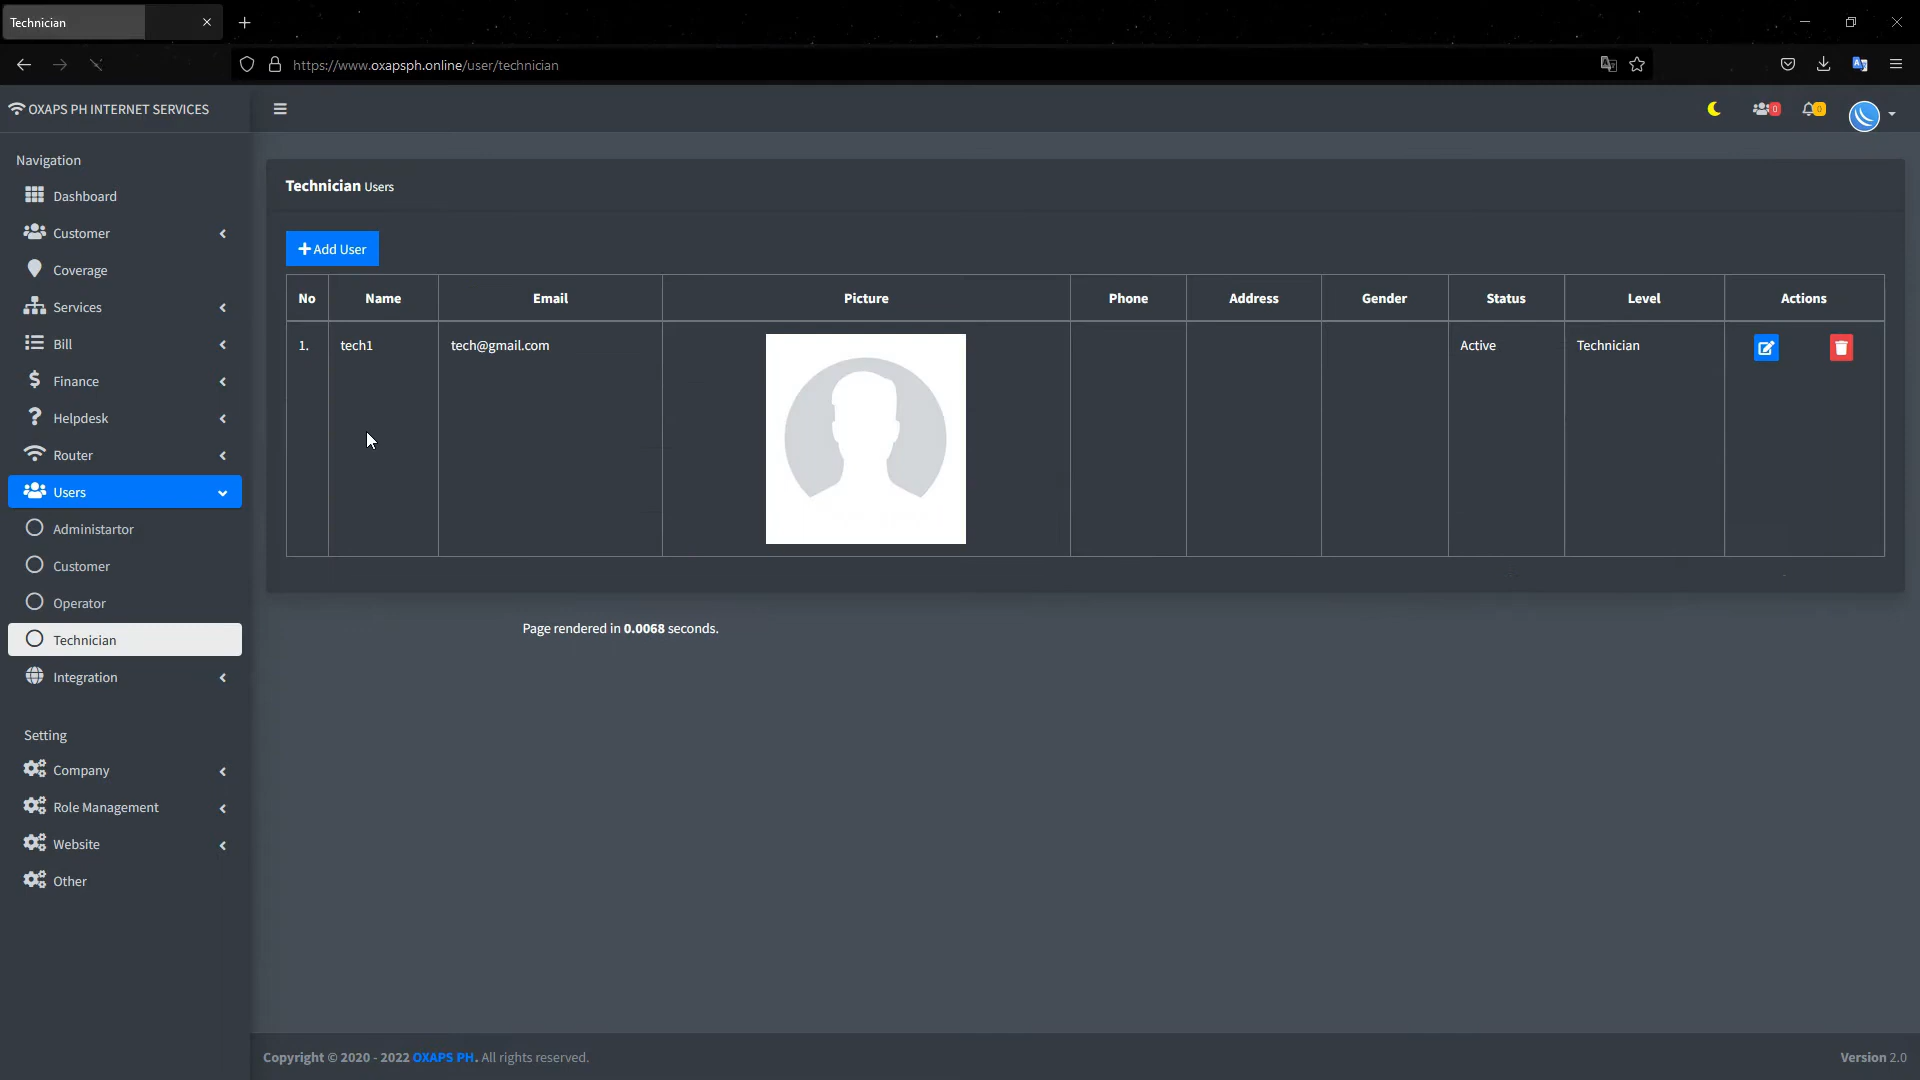 Technician
https://www.oxapsph.online/user/technician
OXAPS PH INTERNET SERVICES
0
Navigation
Dashboard
Customer
Coverage
Services
Bill
Finance
Helpdesk
Router
Users
Administartor
Customer
Operator
Technician
Integration
Setting
Company
Role Management
Website
Other
Technician Users
Add User
No Name Email Picture Phone Address Gender Status Level Actions
1. tech1 tech@gmail.com Active Technician
Page rendered in 0.0068 seconds.
Copyright © 2020 - 2022 OXAPS PH. All rights reserved.
Version 2.0